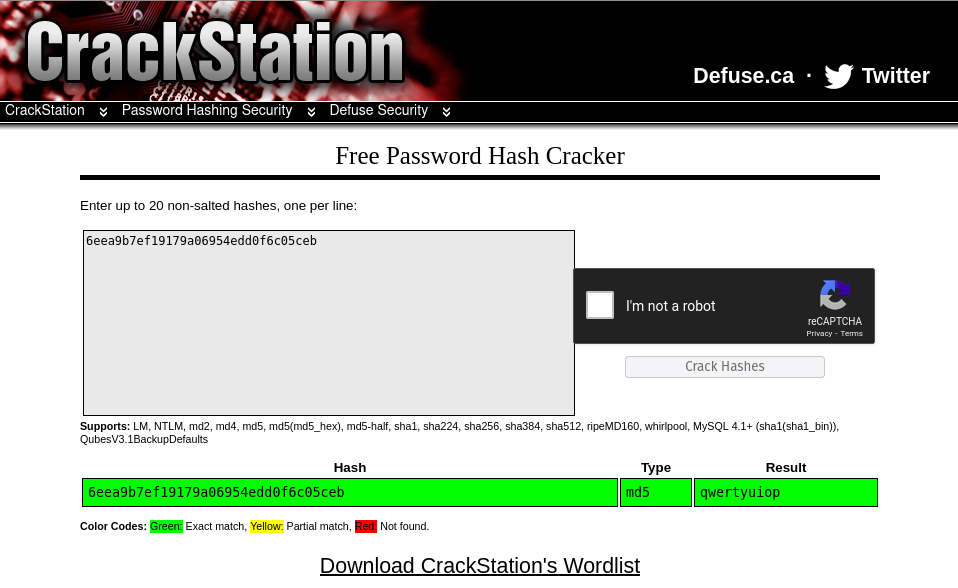 CrackStation
Defuse.ca · Twitter
CrackStation Password Hashing Security Defuse Security
Free Password Hash Cracker
Enter up to 20 non-salted hashes, one per line:
6eea9b7ef19179a06954edd0f6c05ceb
I'm not a robot
reCAPTCHA
Privacy - Terms
Crack Hashes
Supports: LM, NTLM, md2, md4, md5, md5(md5_hex), md5-half, sha1, sha224, sha256, sha384, sha512, ripeMD160, whirlpool, MySQL 4.1+ (sha1(sha1_bin)),
QubesV3.1BackupDefaults
Hash Type Result
6eea9b7ef19179a06954edd0f6c05ceb md5 qwertyuiop
Color Codes: Green: Exact match, Yellow: Partial match, Red: Not found.
Download CrackStation's Wordlist